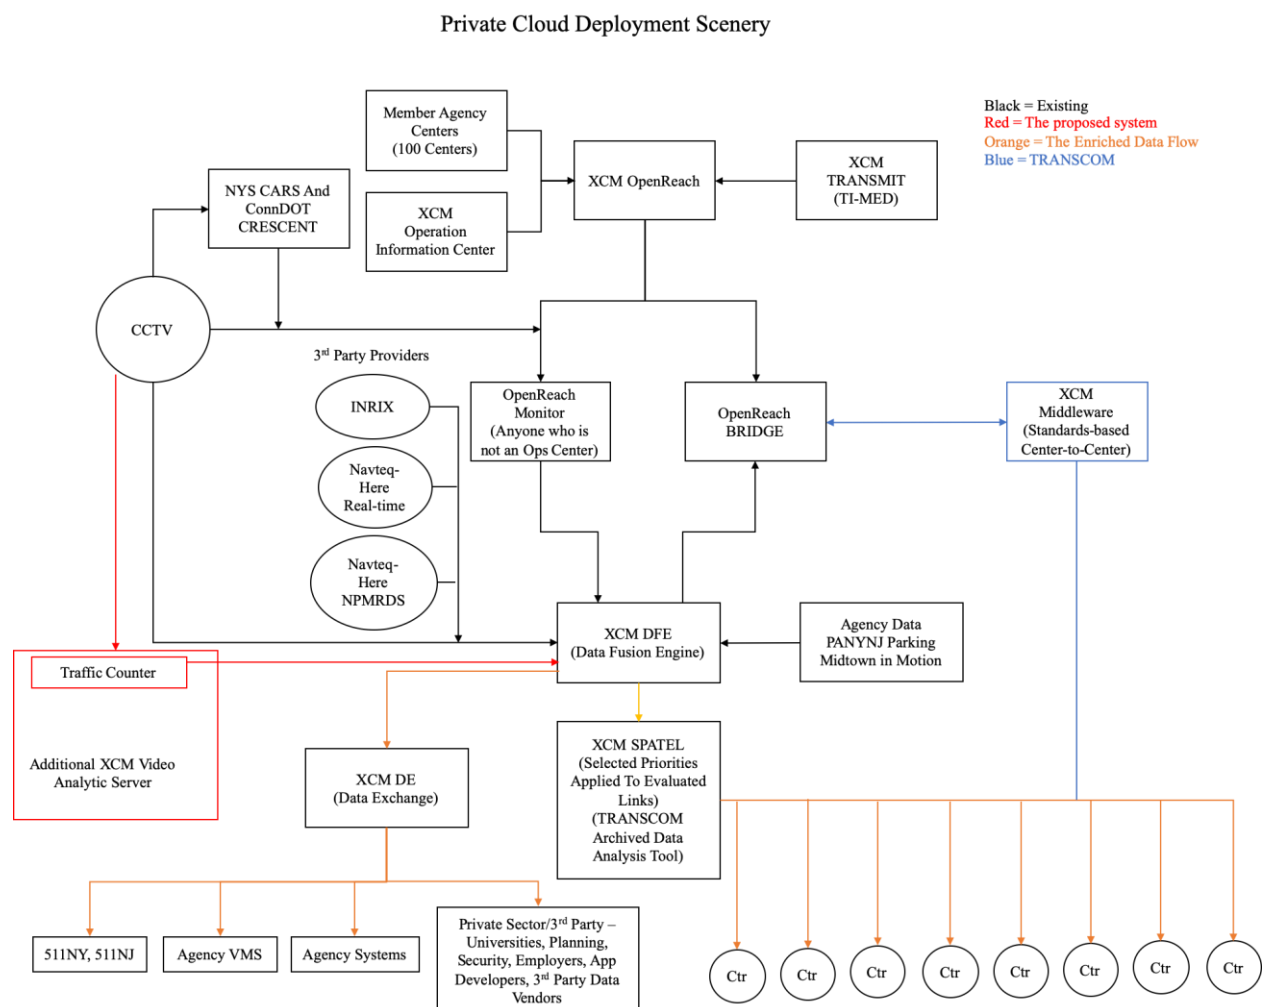 Private Cloud Deployment Scenery
Black = Existing
Red = The proposed system
Orange = The Enriched Data Flow
Blue = TRANSCOM
Member Agency
Centers
(100 Centers)
XCM OpenReach
XCM
TRANSMIT
(TI-MED)
NYS CARS And
ConnDOT
CRESCENT
XCM
Operation
Information Center
CCTV
3rd Party Providers
INRIX
Navteq-
Here
Real-time
Navteq-
Here
NPMRDS
OpenReach
Monitor
(Anyone who is
not an Ops Center)
OpenReach
BRIDGE
XCM
Middleware
(Standards-based
Center-to-Center)
XCM DFE
(Data Fusion Engine)
Agency Data
PANYNJ Parking
Midtown in Motion
Traffic Counter
Additional XCM Video
Analytic Server
XCM DE
(Data Exchange)
XCM SPATEL
(Selected Priorities
Applied To Evaluated
Links)
(TRANSCOM
Archived Data
Analysis Tool)
511NY, 511NJ
Agency VMS
Agency Systems
Private Sector/3rd Party –
Universities, Planning,
Security, Employers, App
Developers, 3rd Party Data
Vendors
Ctr
Ctr
Ctr
Ctr
Ctr
Ctr
Ctr
Ctr